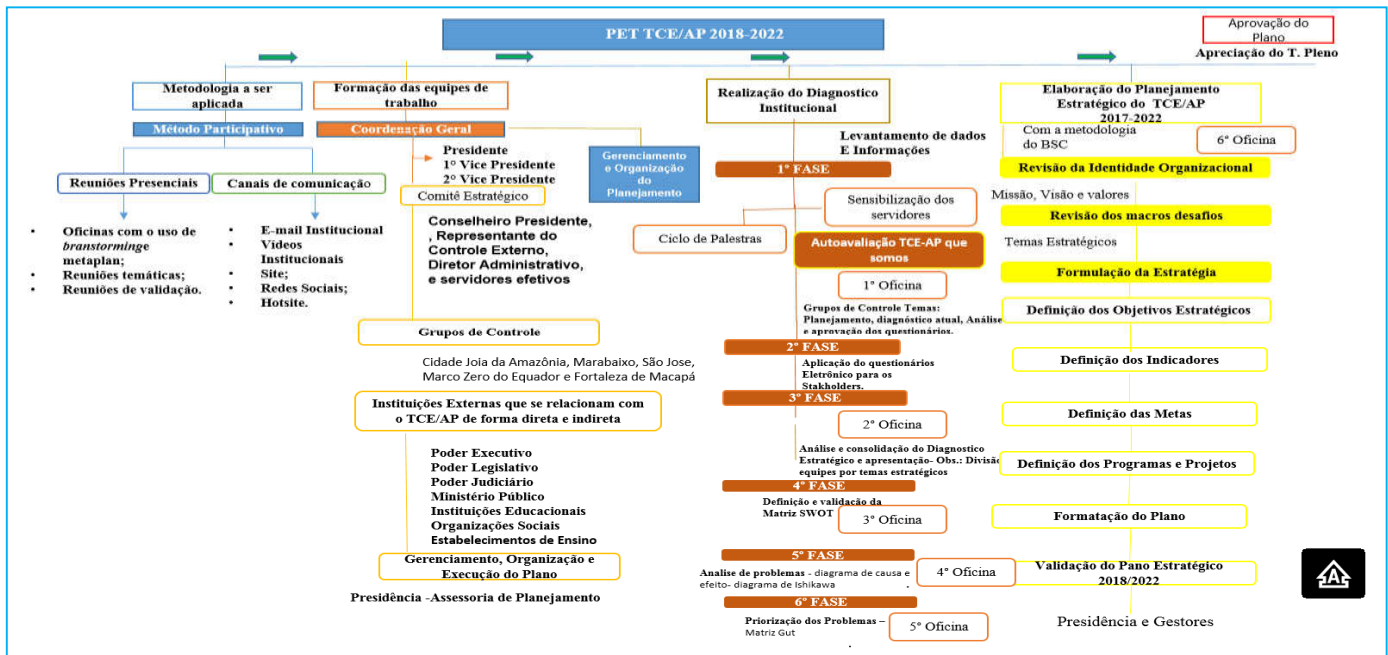 PET TCE/AP 2018-2022
Aprovação do
Plano
Apreciação do T. Pleno
Metodologia a ser
aplicada
Método Participativo
Reuniões Presenciais
Canais de comunicação
• Oficinas com o uso de
branstorminge
metaplan;
• Reuniões temáticas;
• Reuniões de validação.
• E-mail Institucional
• Vídeos
Institucionais
• Site;
• Redes Sociais;
• Hotsite.
Formação das equipes de
trabalho
Coordenação Geral
Presidente
1º Vice Presidente
2º Vice Presidente
Gerenciamento
e Organização
do
Planejamento
Comitê Estratégico
Conselheiro Presidente,
, Representante do
Controle Externo,
Diretor Administrativo,
e servidores efetivos
Grupos de Controle
Cidade Joia da Amazônia, Marabaixo, São Jose,
Marco Zero do Equador e Fortaleza de Macapá
Instituições Externas que se relacionam com
o TCE/AP de forma direta e indireta
Poder Executivo
Poder Legislativo
Poder Judiciário
Ministério Público
Instituições Educacionais
Organizações Sociais
Estabelecimentos de Ensino
Gerenciamento, Organização e
Execução do Plano
Presidência -Assessoria de Planejamento
Realização do Diagnostico
Institucional
Levantamento de dados
E Informações
1º FASE
Sensibilização dos
servidores
Ciclo de Palestras
Autoavaliação TCE-AP que
somos
1º Oficina
Grupos de Controle Temas:
Planejamento, diagnóstico atual, Análise
e aprovação dos questionários.
2º FASE
Aplicação do questionários
Eletrônico para os
Stakholders.
3º FASE
2º Oficina
Análise e consolidação do Diagnostico
Estratégico e apresentação- Obs.: Divisão
equipes por temas estratégicos
4º FASE
Definição e validação da
Matriz SWOT
3º Oficina
5º FASE
Analise de problemas - diagrama de causa e
efeito- diagrama de Ishikawa .
4º Oficina
6º FASE
Priorização dos Problemas –
Matriz Gut
5º Oficina
.
Elaboração do Planejamento
Estratégico do TCE/AP
2017-2022
Com a metodologia
do BSC
6º Oficina
Revisão da Identidade Organizacional
Missão, Visão e valores
Revisão dos macros desafios
Temas Estratégicos
Formulação da Estratégia
Definição dos Objetivos Estratégicos
Definição dos Indicadores
Definição das Metas
Definição dos Programas e Projetos
Formatação do Plano
Validação do Pano Estratégico
2018/2022
Presidência e Gestores
A